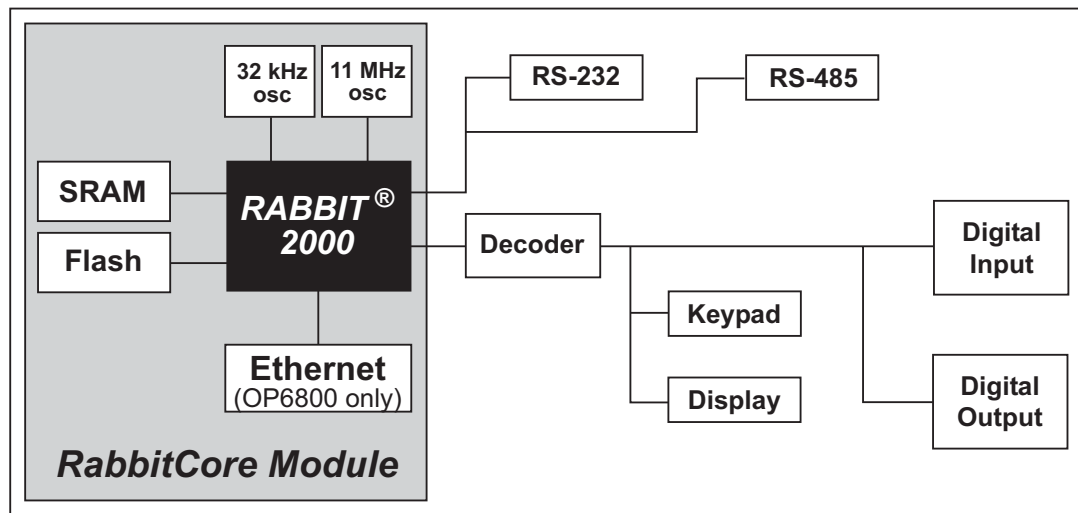 32 kHz
osc
11 MHz
osc
RS-232
RS-485
SRAM
Flash
RABBIT ®
2000
Decoder
Digital
Input
Keypad
Ethernet
(OP6800 only)
Display
Digital
Output
RabbitCore Module